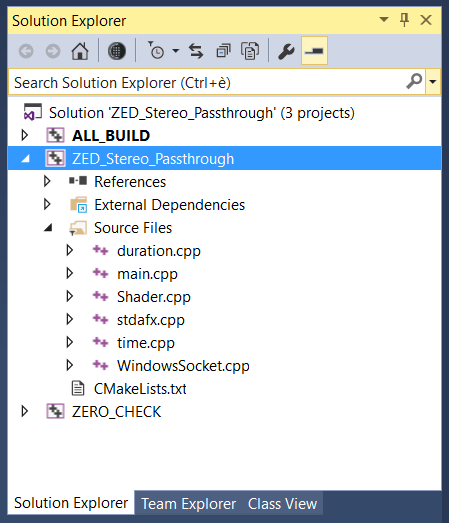 Solution Explorer
Search Solution Explorer (Ctrl+è)
Solution 'ZED_Stereo_Passthrough' (3 projects)
ALL_BUILD
ZED_Stereo_Passthrough
References
External Dependencies
Source Files
duration.cpp
main.cpp
Shader.cpp
stdafx.cpp
time.cpp
WindowsSocket.cpp
CMakeLists.txt
ZERO_CHECK
Solution Explorer Team Explorer Class View